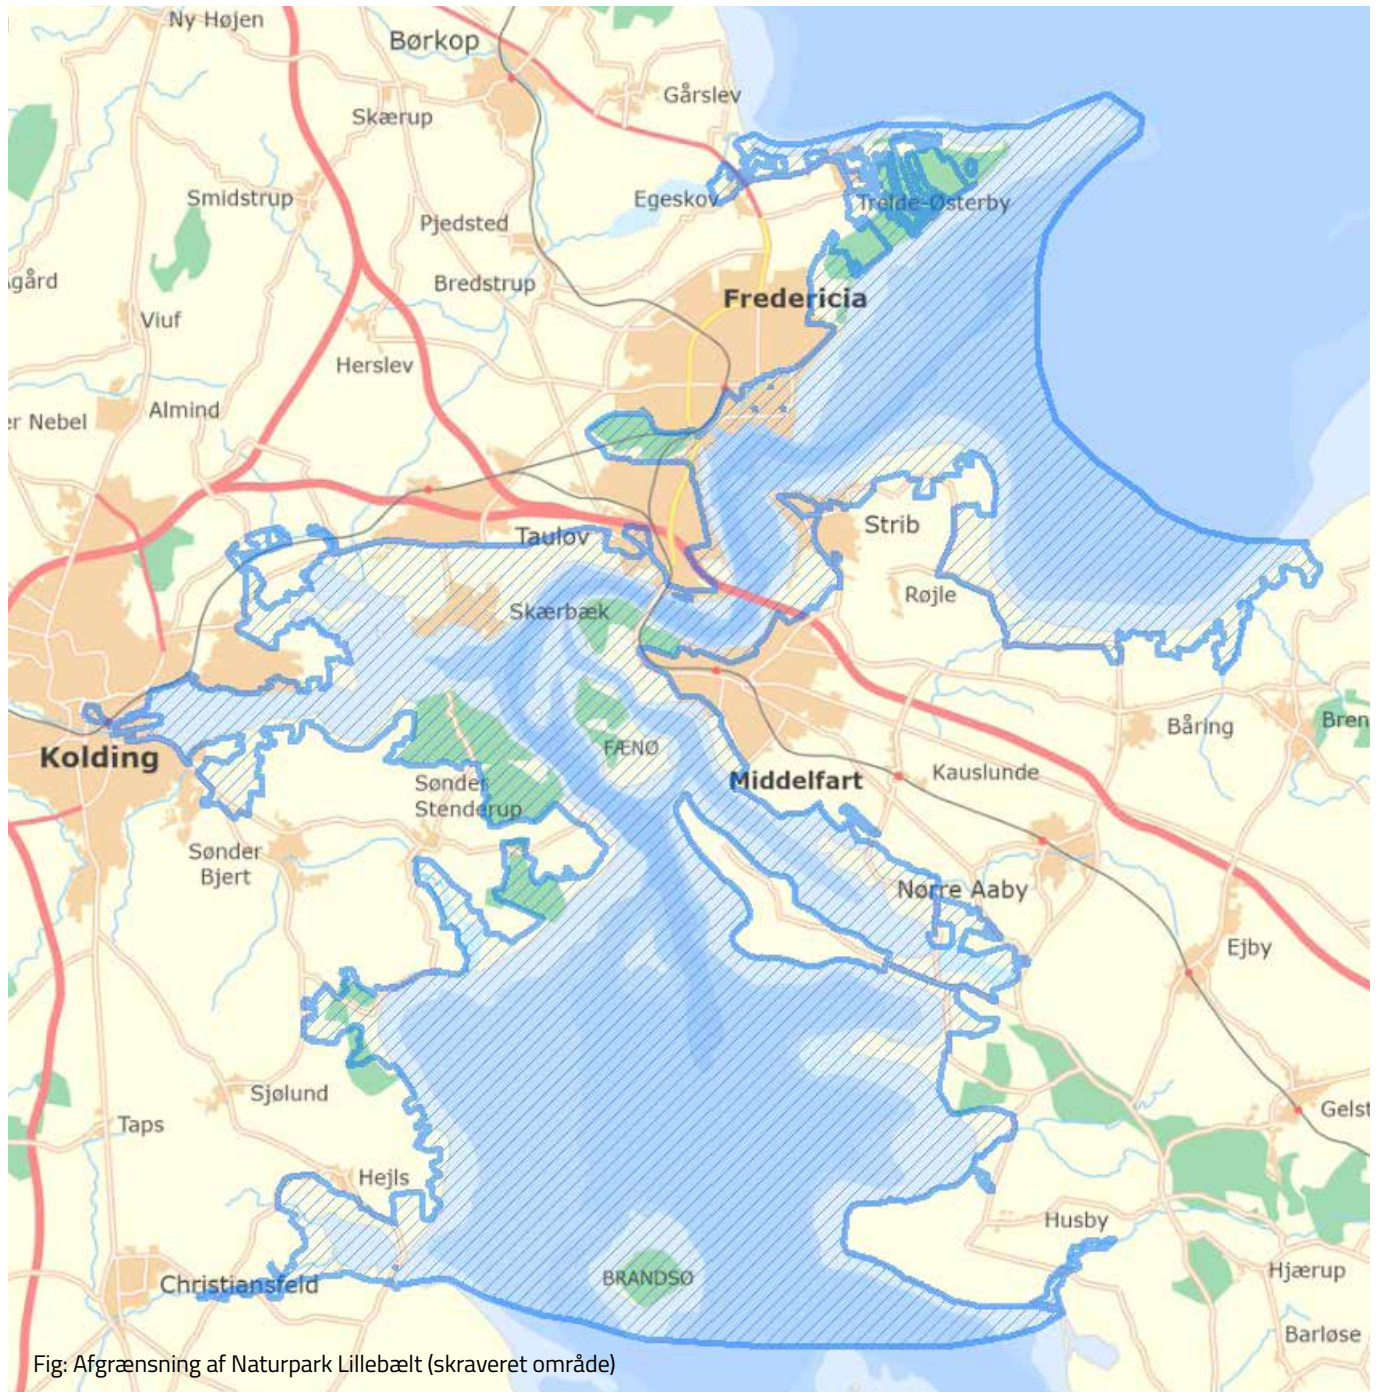 Ny Højen
Børkop
Gårslev
Skærup
Smidstrup
Egeskov
Trelde-Østerby
Pjedsted
gård
Bredstrup
Fredericia
Viuf
Herslev
Almind
er Nebel
Strib
Taulov
Røjle
Skærbæk
Båring
Bren
Kolding
FÆNØ
Middelfart
Kauslunde
Sønder
Stenderup
Sønder
Bjert
Nørre Aaby
Ejby
Sjølund
Taps
Gelst
Hejls
Husby
BRANDSØ
Hjærup
Christiansfeld
Barløse
Fig: Afgrænsning af Naturpark Lillebælt (skraveret område)